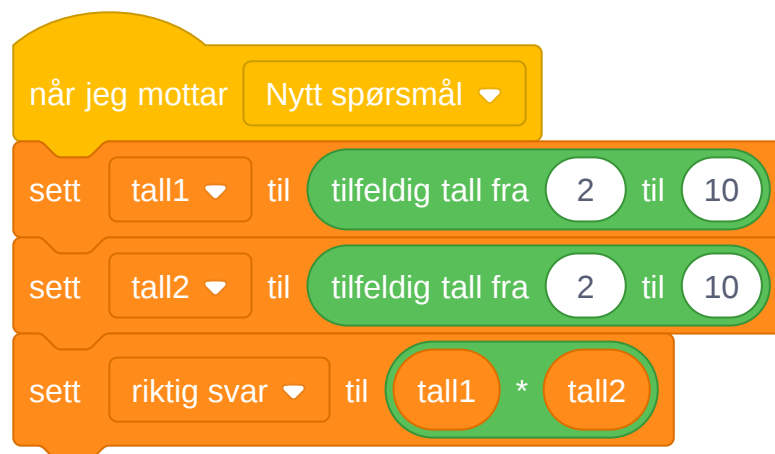 når jeg mottar Nytt spørsmål
sett tall1 til tilfeldig tall fra 2 til 10
sett tall2 til tilfeldig tall fra 2 til 10
sett riktig svar til tall1 * tall2